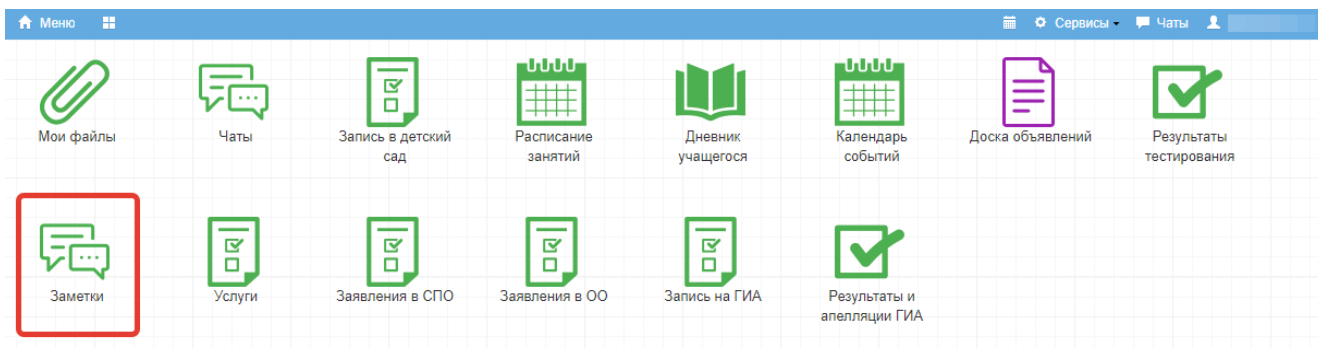 Меню
Сервисы
Чаты
Мои файлы
Чаты
Запись в детский
сад
Расписание
занятий
Дневник
учащегося
Календарь
событий
Доска объявлений
Результаты
тестирования
Заметки
Услуги
Заявления в СПО
Заявления в ОО
Запись на ГИА
Результаты и
апелляции ГИА